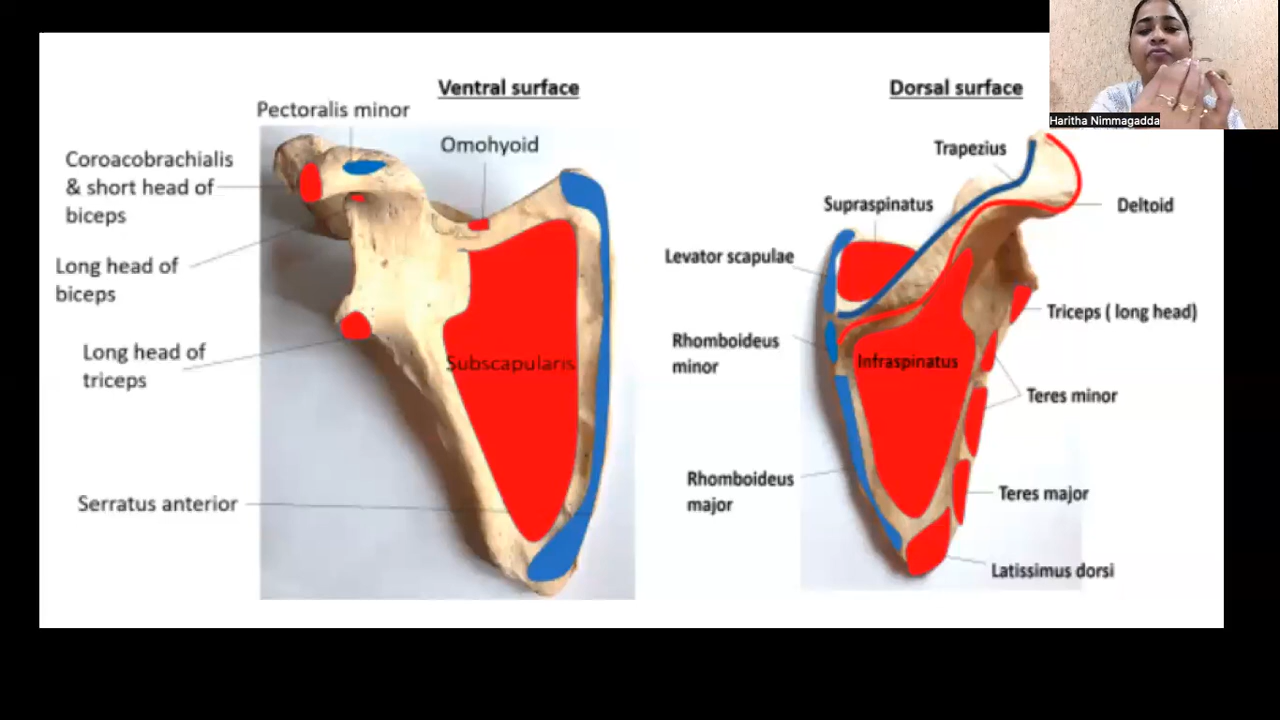 Ventral surface
Pectoralis minor
Omohyoid
Coroacobrachialis
& short head of
biceps
Long head of
biceps
Long head of
triceps
Subscapularis
Serratus anterior
Dorsal surface
Haritha Nimmagadda
Trapezius
Supraspinatus
Deltoid
Levator scapulae
Triceps ( long head)
Rhomboideus
minor
Infraspinatus
Teres minor
Rhomboideus
major
Teres major
Latissimus dorsi